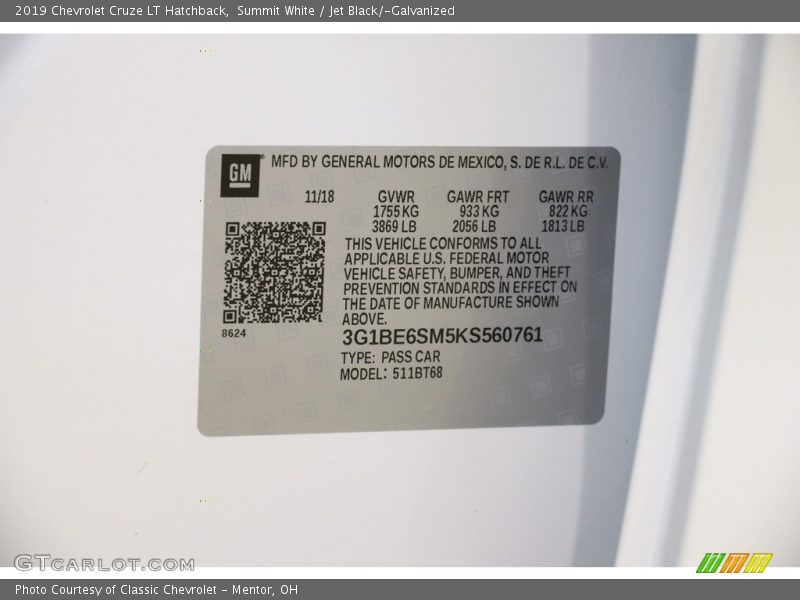 2019 Chevrolet Cruze LT Hatchback, Summit White / Jet Black/-Galvanized
GM ® MFD BY GENERAL MOTORS DE MEXICO, S. DE R.L. DE C.V.
11/18 GVWR GAWR FRT GAWR RR
1755 KG 933 KG 822 KG
3869 LB 2056 LB 1813 LB
THIS VEHICLE CONFORMS TO ALL
APPLICABLE U.S. FEDERAL MOTOR
VEHICLE SAFETY, BUMPER, AND THEFT
PREVENTION STANDARDS IN EFFECT ON
THE DATE OF MANUFACTURE SHOWN
ABOVE.
8624
3G1BE6SM5KS560761
TYPE: PASS CAR
MODEL: 511BT68
GTCARLOT.COM
Photo Courtesy of Classic Chevrolet - Mentor, OH